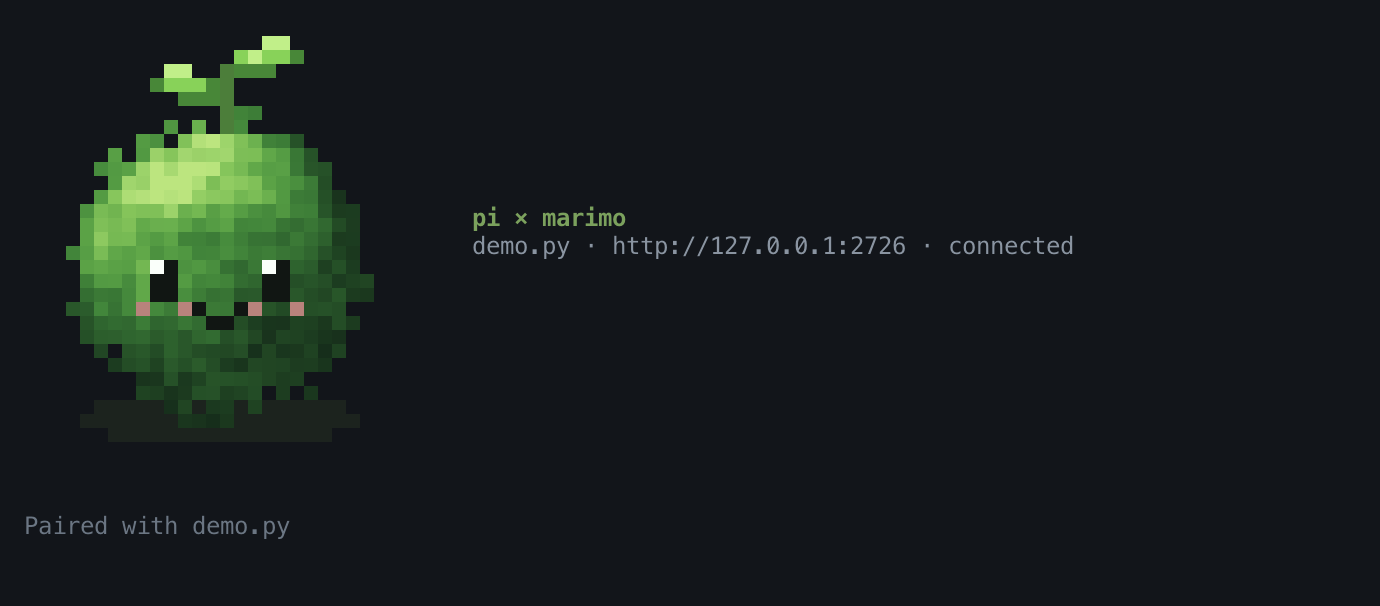 pi × marimo
demo.py · http://127.0.0.1:2726 · connected
Paired with demo.py